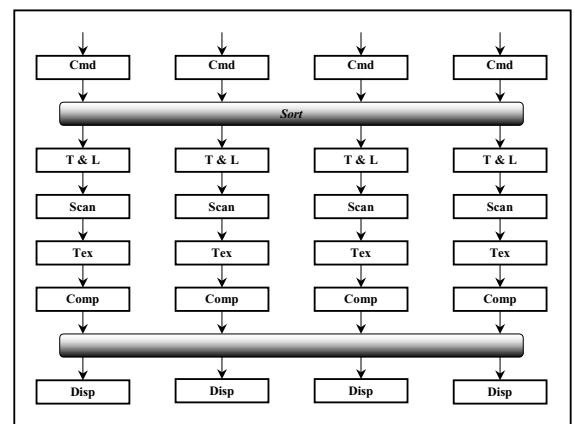 Cmd Cmd Cmd Cmd
Sort
T & L T & L T & L T & L
Scan Scan Scan Scan
Tex Tex Tex Tex
Comp Comp Comp Comp
Disp Disp Disp Disp